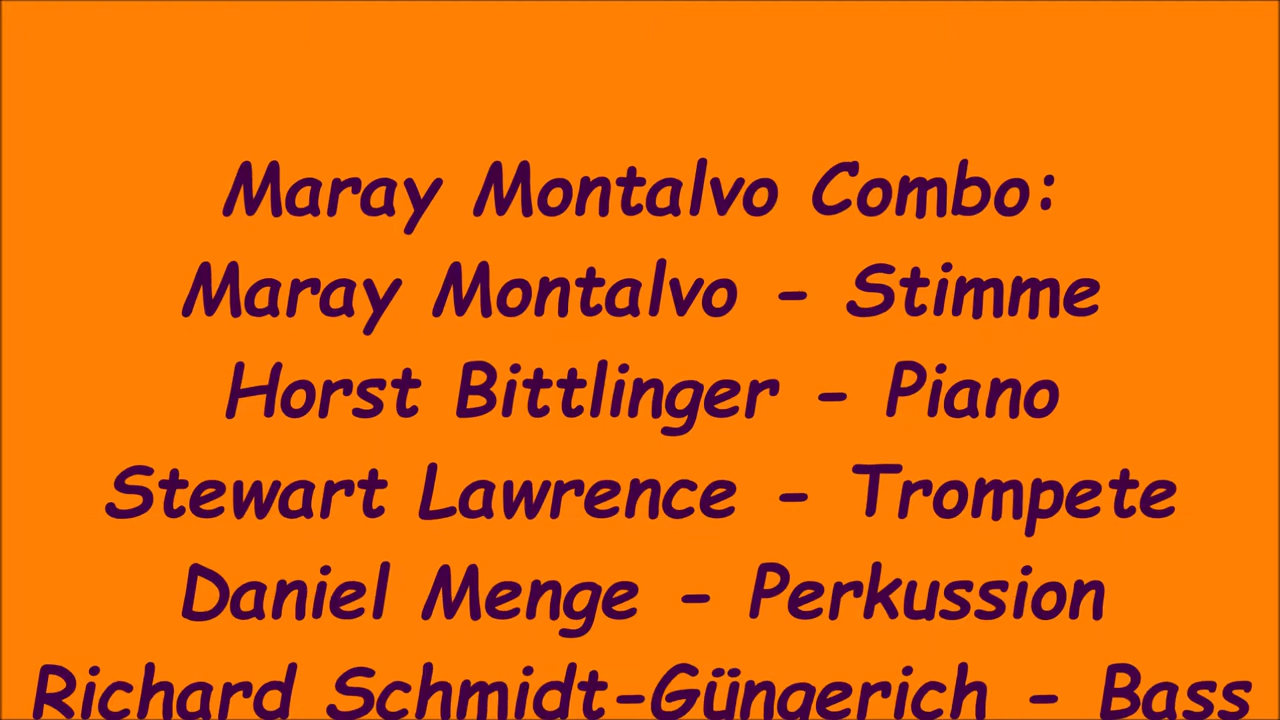 Maray Montalvo Combo:
Maray Montalvo - Stimme
Horst Bittlinger - Piano
Stewart Lawrence - Trompete
Daniel Menge - Perkussion
Richard Schmidt-Güngerich - Bass